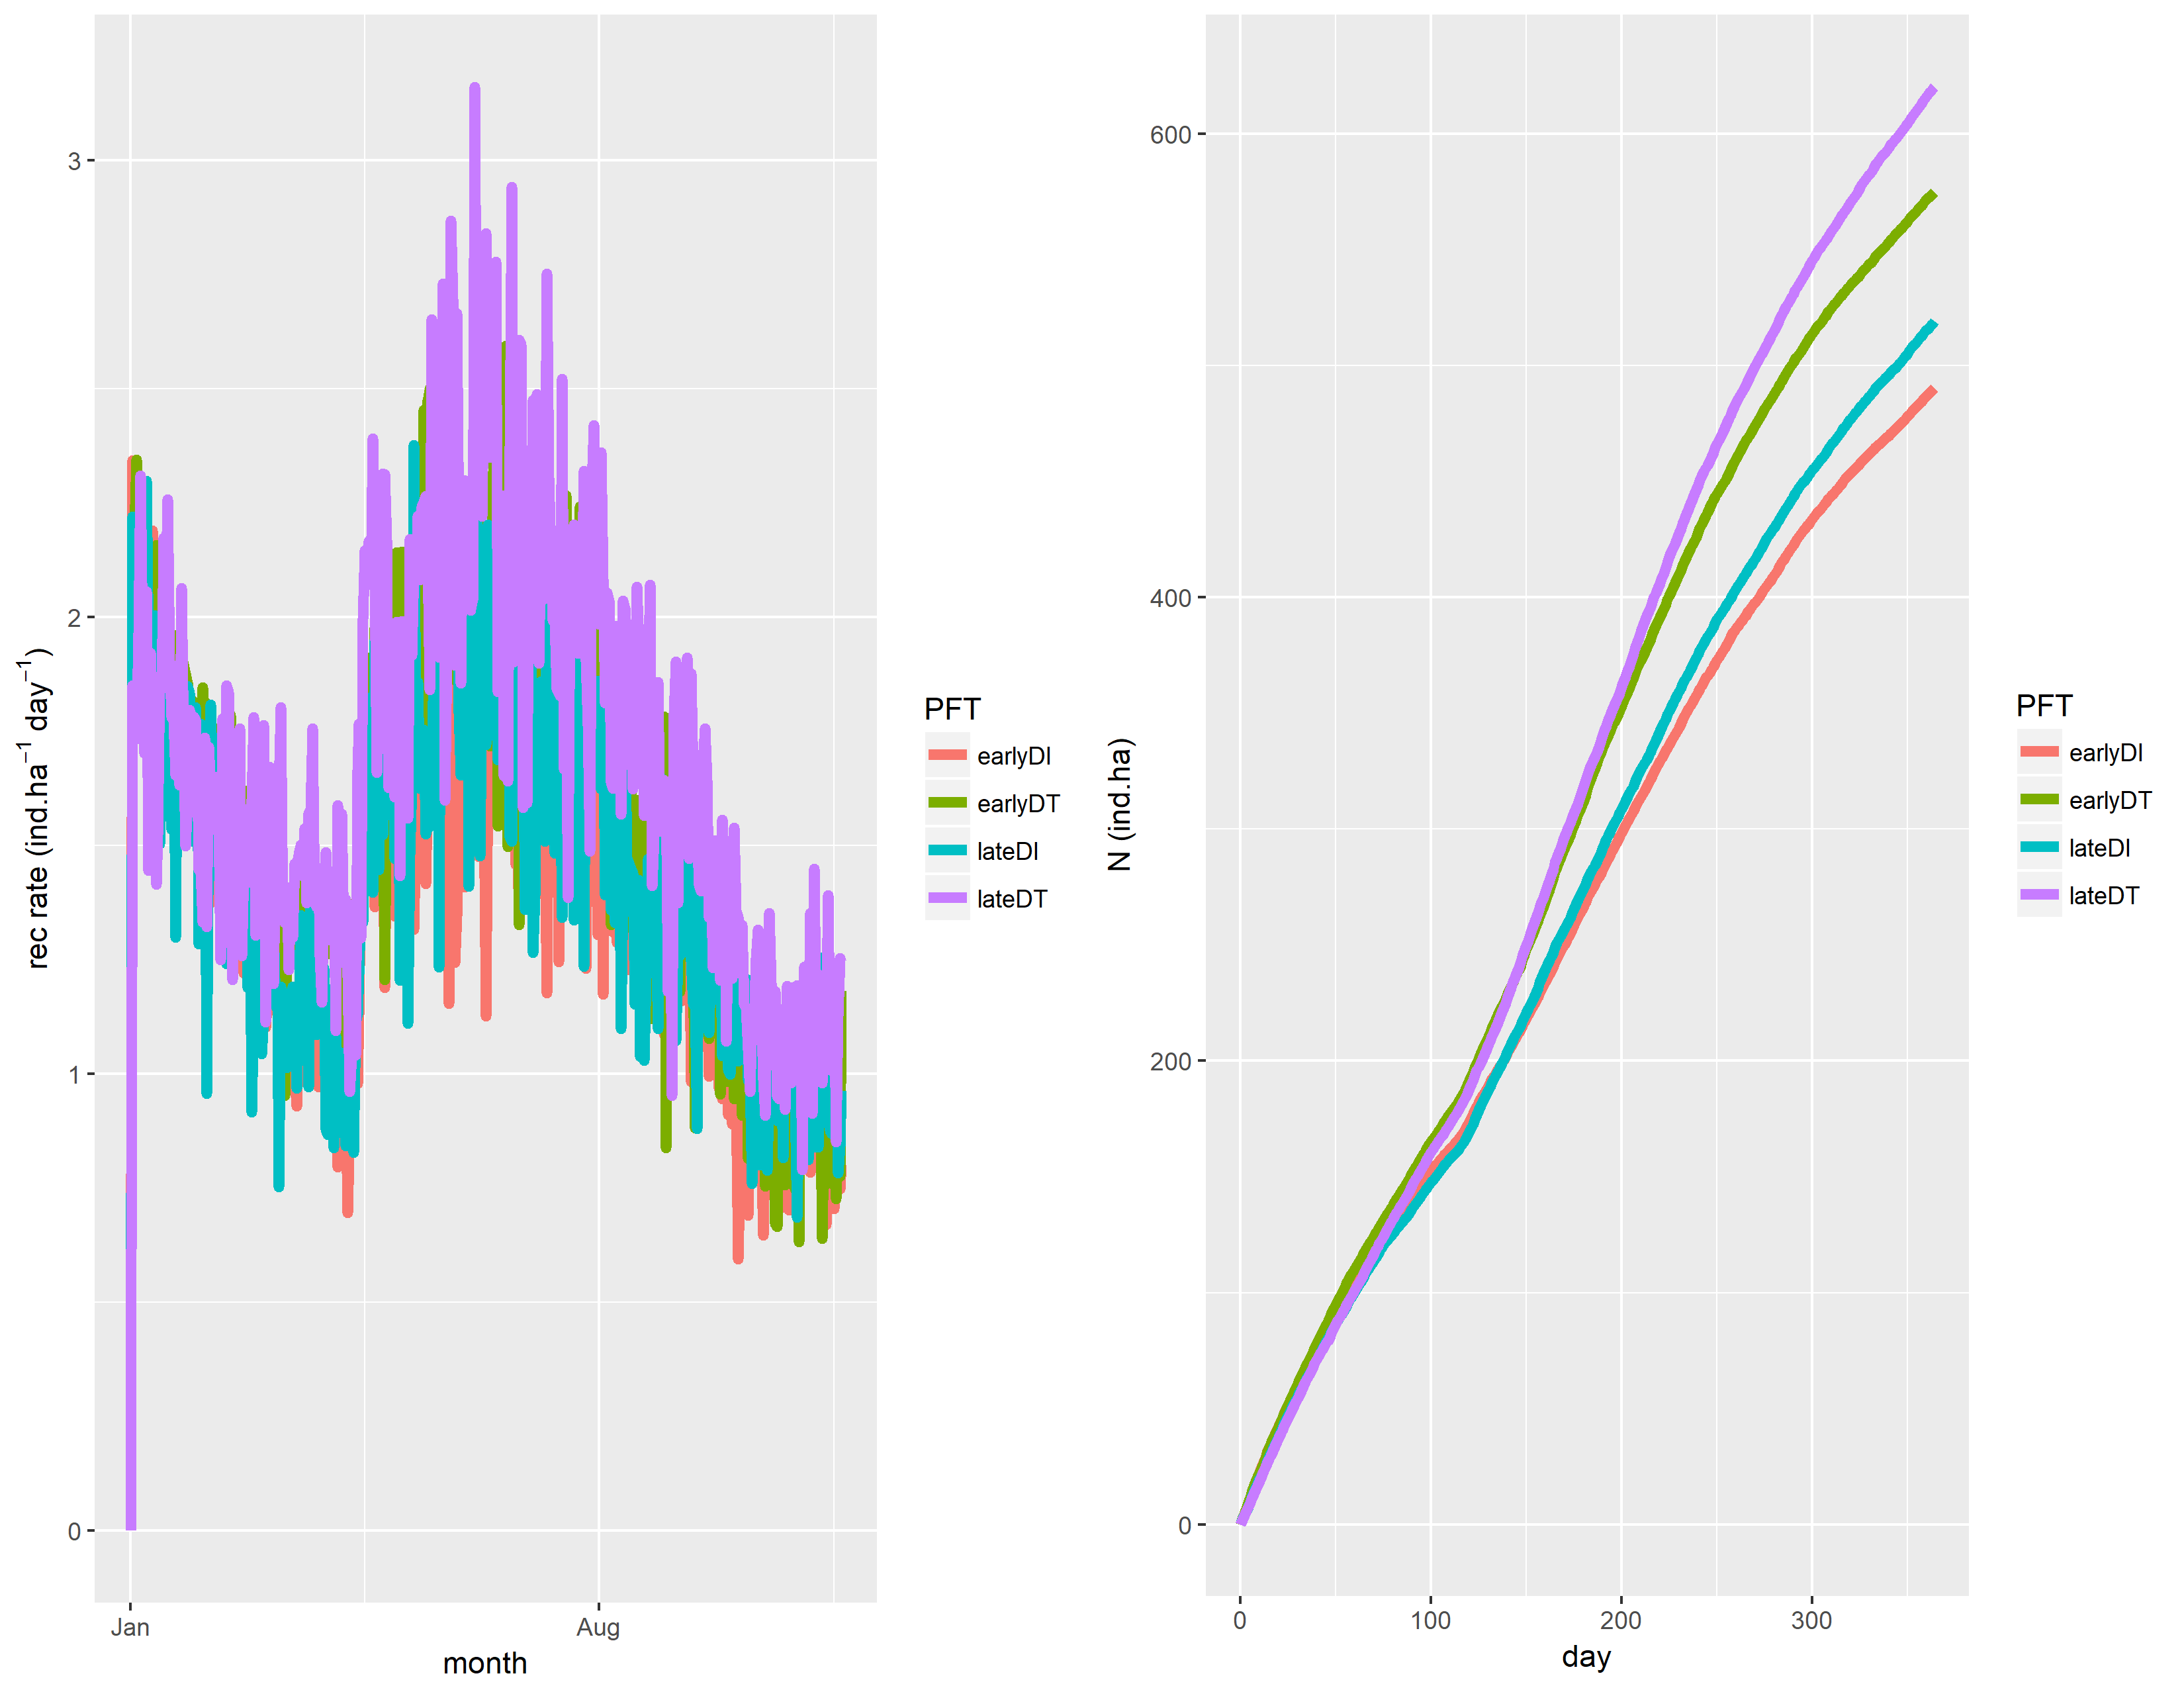 3
2
1
0
Jan
Aug
month
rec rate (ind.ha⁻¹ day⁻¹)
PFT
earlyDI
earlyDT
lateDI
lateDT
600
400
200
0
0
100
200
300
day
N (ind.ha)
PFT
earlyDI
earlyDT
lateDI
lateDT